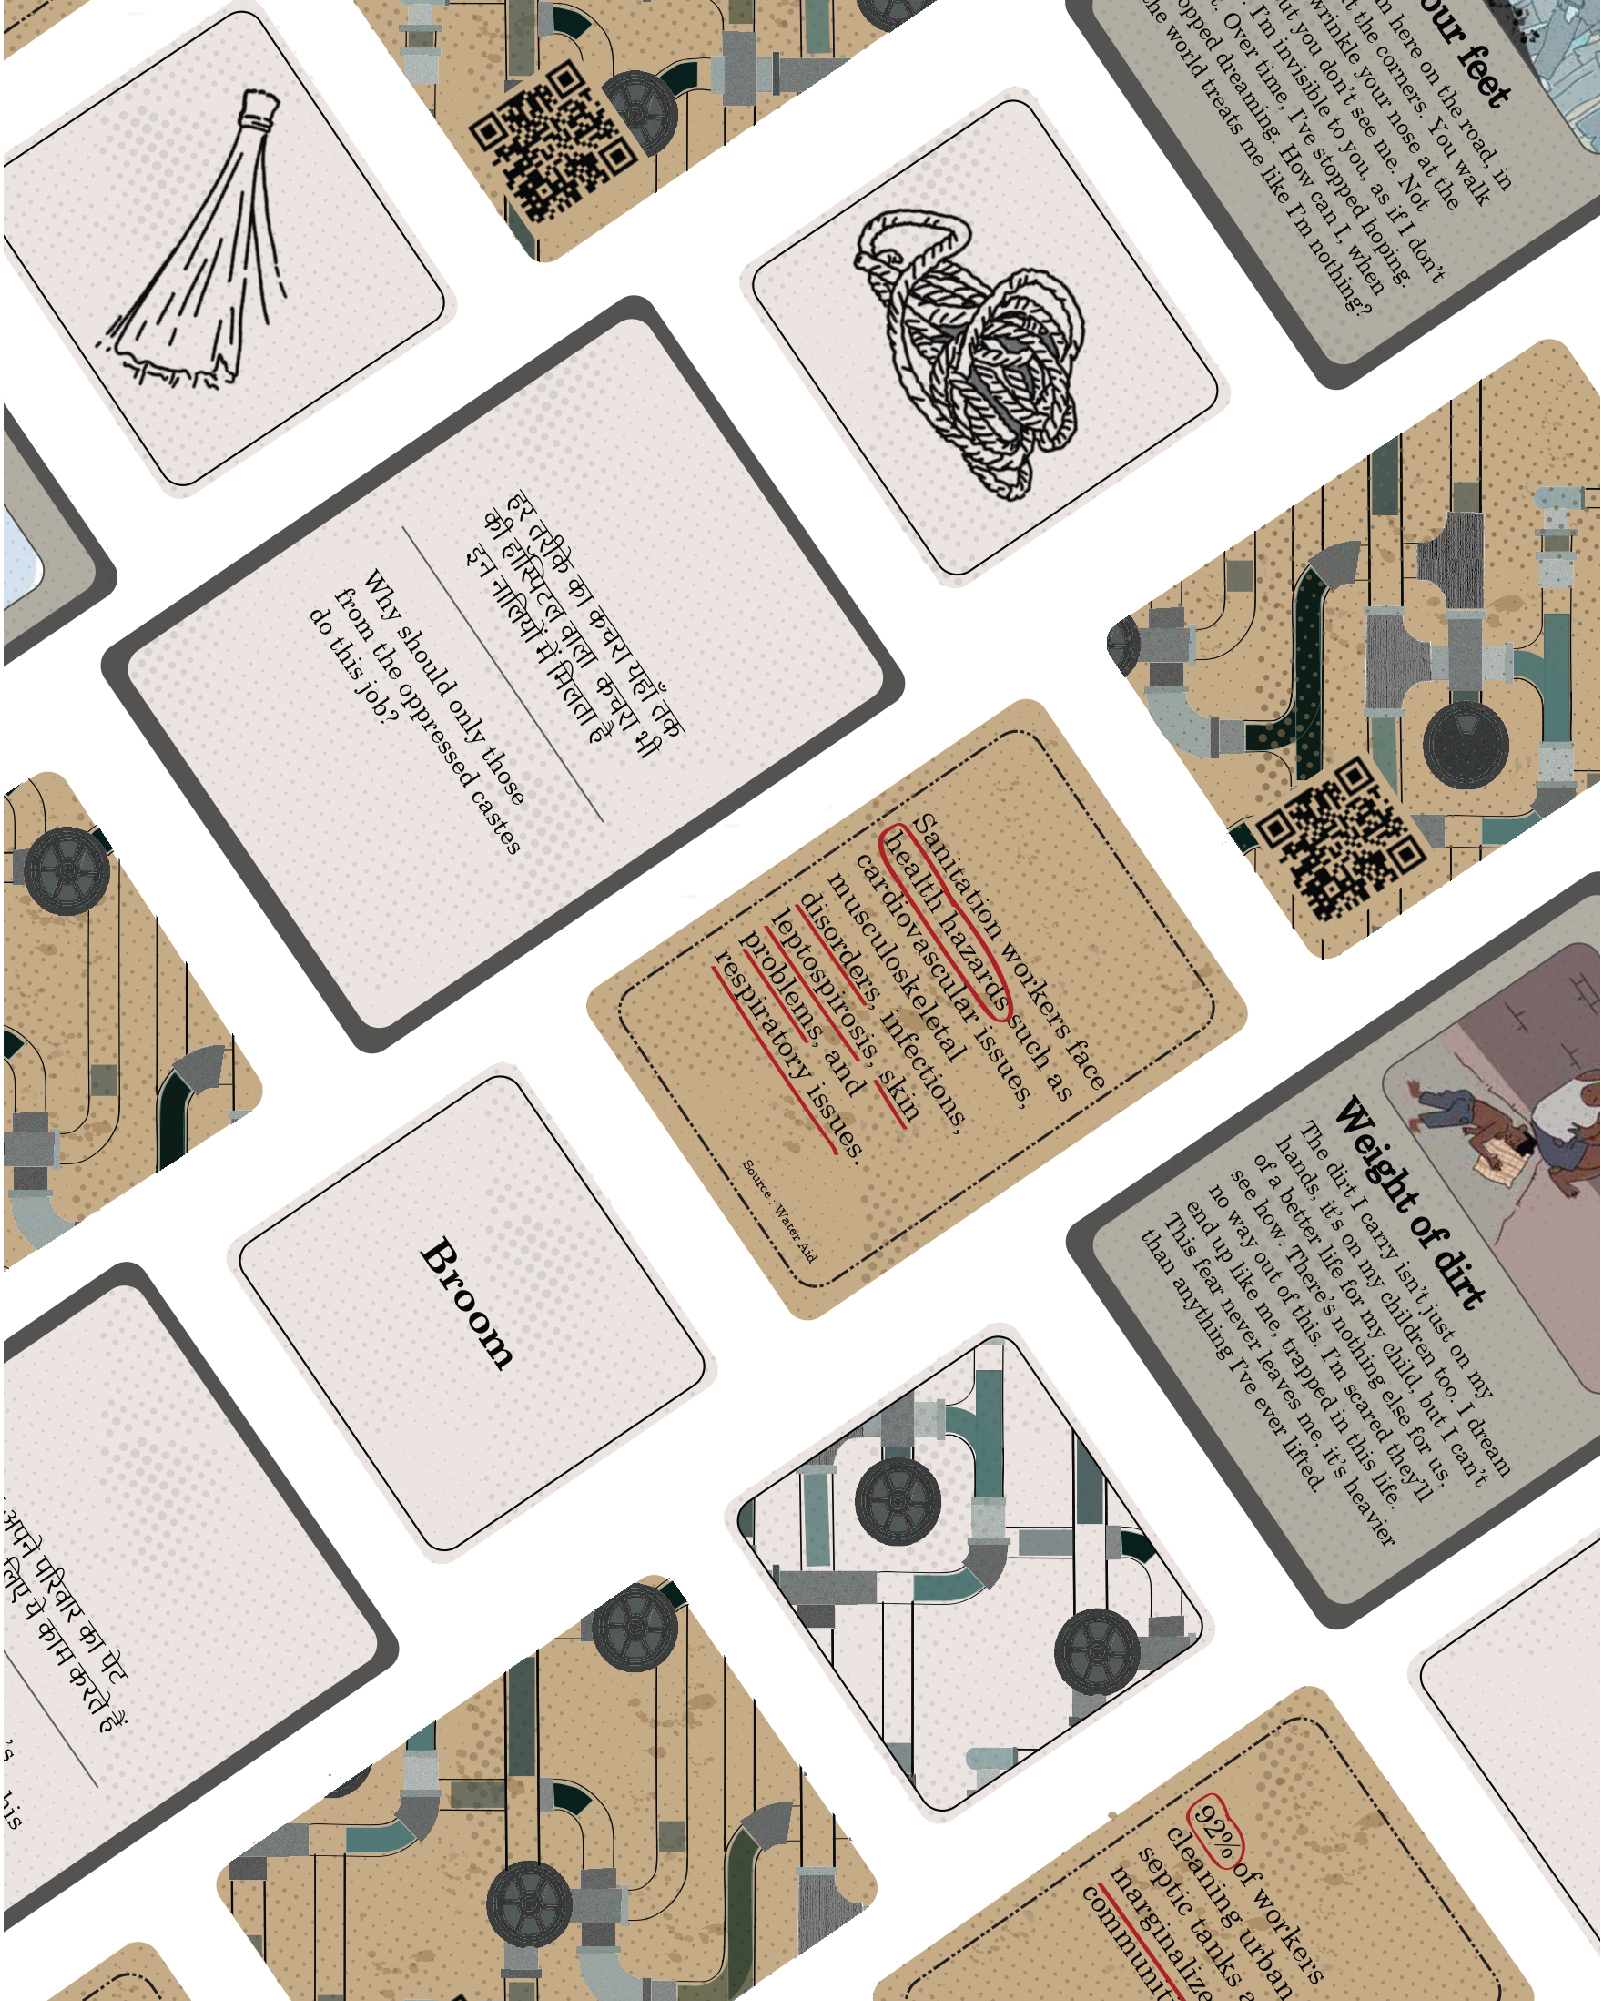 our feet
m here on the road, in
t the corners. You walk
wrinkle your nose at the
ut you don't see me. Not
I'm invisible to you, as if I don't
t. Over time, I've stopped hoping.
opped dreaming. How can I, when
the world treats me like I'm nothing?
हर तरीके का कचरा यहाँ तक
की हॉस्पिटल वाला कचरा भी
इन नालियों में मिलता है
Why should only those
from the oppressed castes
do this job?
Sanitation workers face
health hazards such as
cardiovascular issues,
musculoskeletal
disorders, infections,
leptospirosis, skin
problems, and
respiratory issues.
Source : Water Aid
Weight of dirt
The dirt I carry isn't just on my
hands, it's on my children too. I dream
of a better life for my child, but I can't
see how. There's nothing else for us,
no way out of this. I'm scared they'll
end up like me, trapped in this life.
This fear never leaves me, it's heavier
than anything I've ever lifted.
Broom
अपने परिवार का पेट
लिए ये काम करते हैं
's
his
92% of workers
cleaning urban
septic tanks a
marginalize
communit